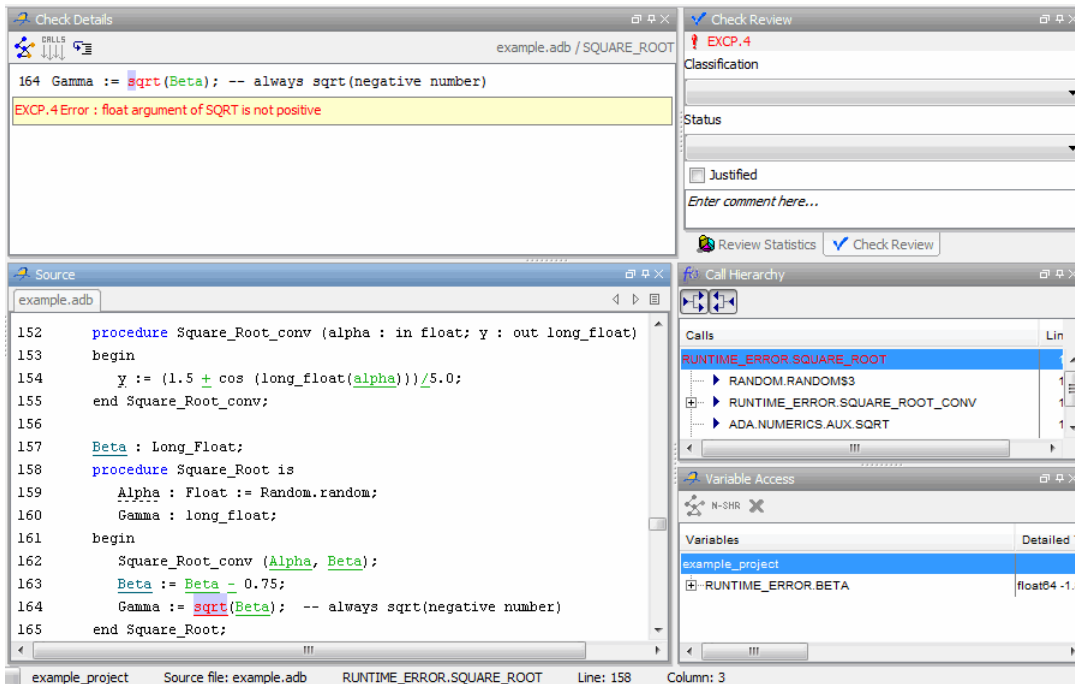 Check Details
CALLS
example.adb / SQUARE_ROOT
164 Gamma := sqrt(Beta); -- always sqrt(negative number)
EXCP.4 Error : float argument of SQRT is not positive
Check Review
EXCP.4
Classification
Status
Justified
Enter comment here...
Review Statistics
Check Review
Source
example.adb
152 procedure Square_Root_conv (alpha : in float; y : out long_float)
153 begin
154 y := (1.5 + cos (long_float(alpha)))/5.0;
155 end Square_Root_conv;
156
157 Beta : Long_Float;
158 procedure Square_Root is
159 Alpha : Float := Random.random;
160 Gamma : long_float;
161 begin
162 Square_Root_conv (Alpha, Beta);
163 Beta := Beta - 0.75;
164 Gamma := sqrt(Beta); -- always sqrt(negative number)
165 end Square_Root;
f() Call Hierarchy
Calls Lin
RUNTIME_ERROR.SQUARE_ROOT 1
RANDOM.RANDOM$3 1
RUNTIME_ERROR.SQUARE_ROOT_CONV 1
ADA.NUMERICS.AUX.SQRT 1
Variable Access
N-SHR
Variables Detailed
example_project
RUNTIME_ERROR.BETA float64 -1.
example_project Source file: example.adb RUNTIME_ERROR.SQUARE_ROOT Line: 158 Column: 3